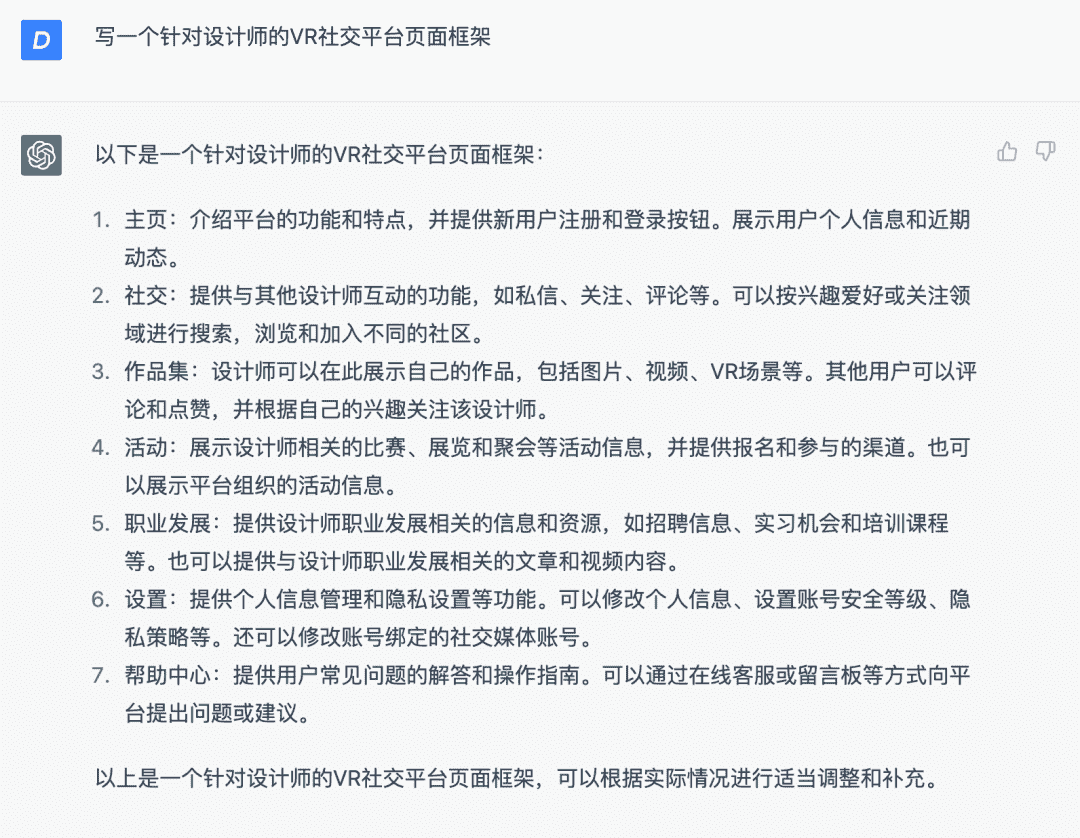 D
写一个针对设计师的VR社交平台页面框架
以下是一个针对设计师的VR社交平台页面框架：
1. 主页：介绍平台的功能和特点，并提供新用户注册和登录按钮。展示用户个人信息和近期
动态。
2. 社交：提供与其他设计师互动的功能，如私信、关注、评论等。可以按兴趣爱好或关注领
域进行搜索，浏览和加入不同的社区。
3. 作品集：设计师可以在此展示自己的作品，包括图片、视频、VR场景等。其他用户可以评
论和点赞，并根据自己的兴趣关注该设计师。
4. 活动：展示设计师相关的比赛、展览和聚会等活动信息，并提供报名和参与的渠道。也可
以展示平台组织的活动信息。
5. 职业发展：提供设计师职业发展相关的信息和资源，如招聘信息、实习机会和培训课程
等。也可以提供与设计师职业发展相关的文章和视频内容。
6. 设置：提供个人信息管理和隐私设置等功能。可以修改个人信息、设置账号安全等级、隐
私策略等。还可以修改账号绑定的社交媒体账号。
7. 帮助中心：提供用户常见问题的解答和操作指南。可以通过在线客服或留言板等方式向平
台提出问题或建议。
以上是一个针对设计师的VR社交平台页面框架，可以根据实际情况进行适当调整和补充。